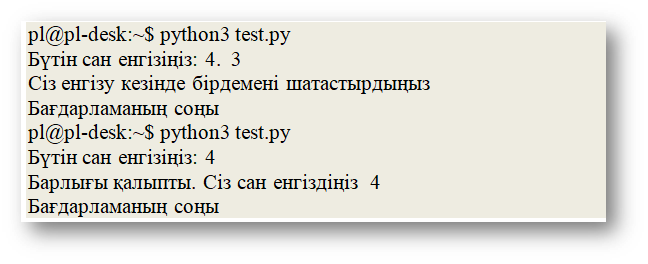 pl@pl-desk:~$ python3 test.py
Бүтін сан енгізіңіз: 4. 3
Сіз енгізу кезінде бірдемені шатастырдыңыз
Бағдарламаның соңы
pl@pl-desk:~$ python3 test.py
Бүтін сан енгізіңіз: 4
Барлығы қалыпты. Сіз сан енгіздіңіз 4
Бағдарламаның соңы